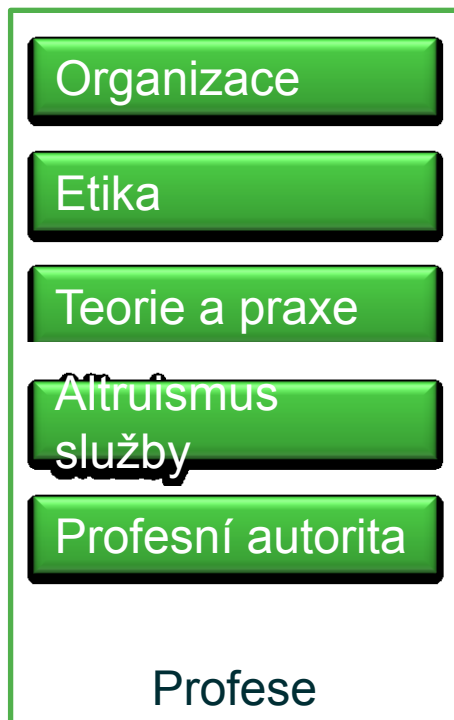 Organizace
Etika
Teorie a praxe
Altruismus
služby
Profesní autorita
Profese